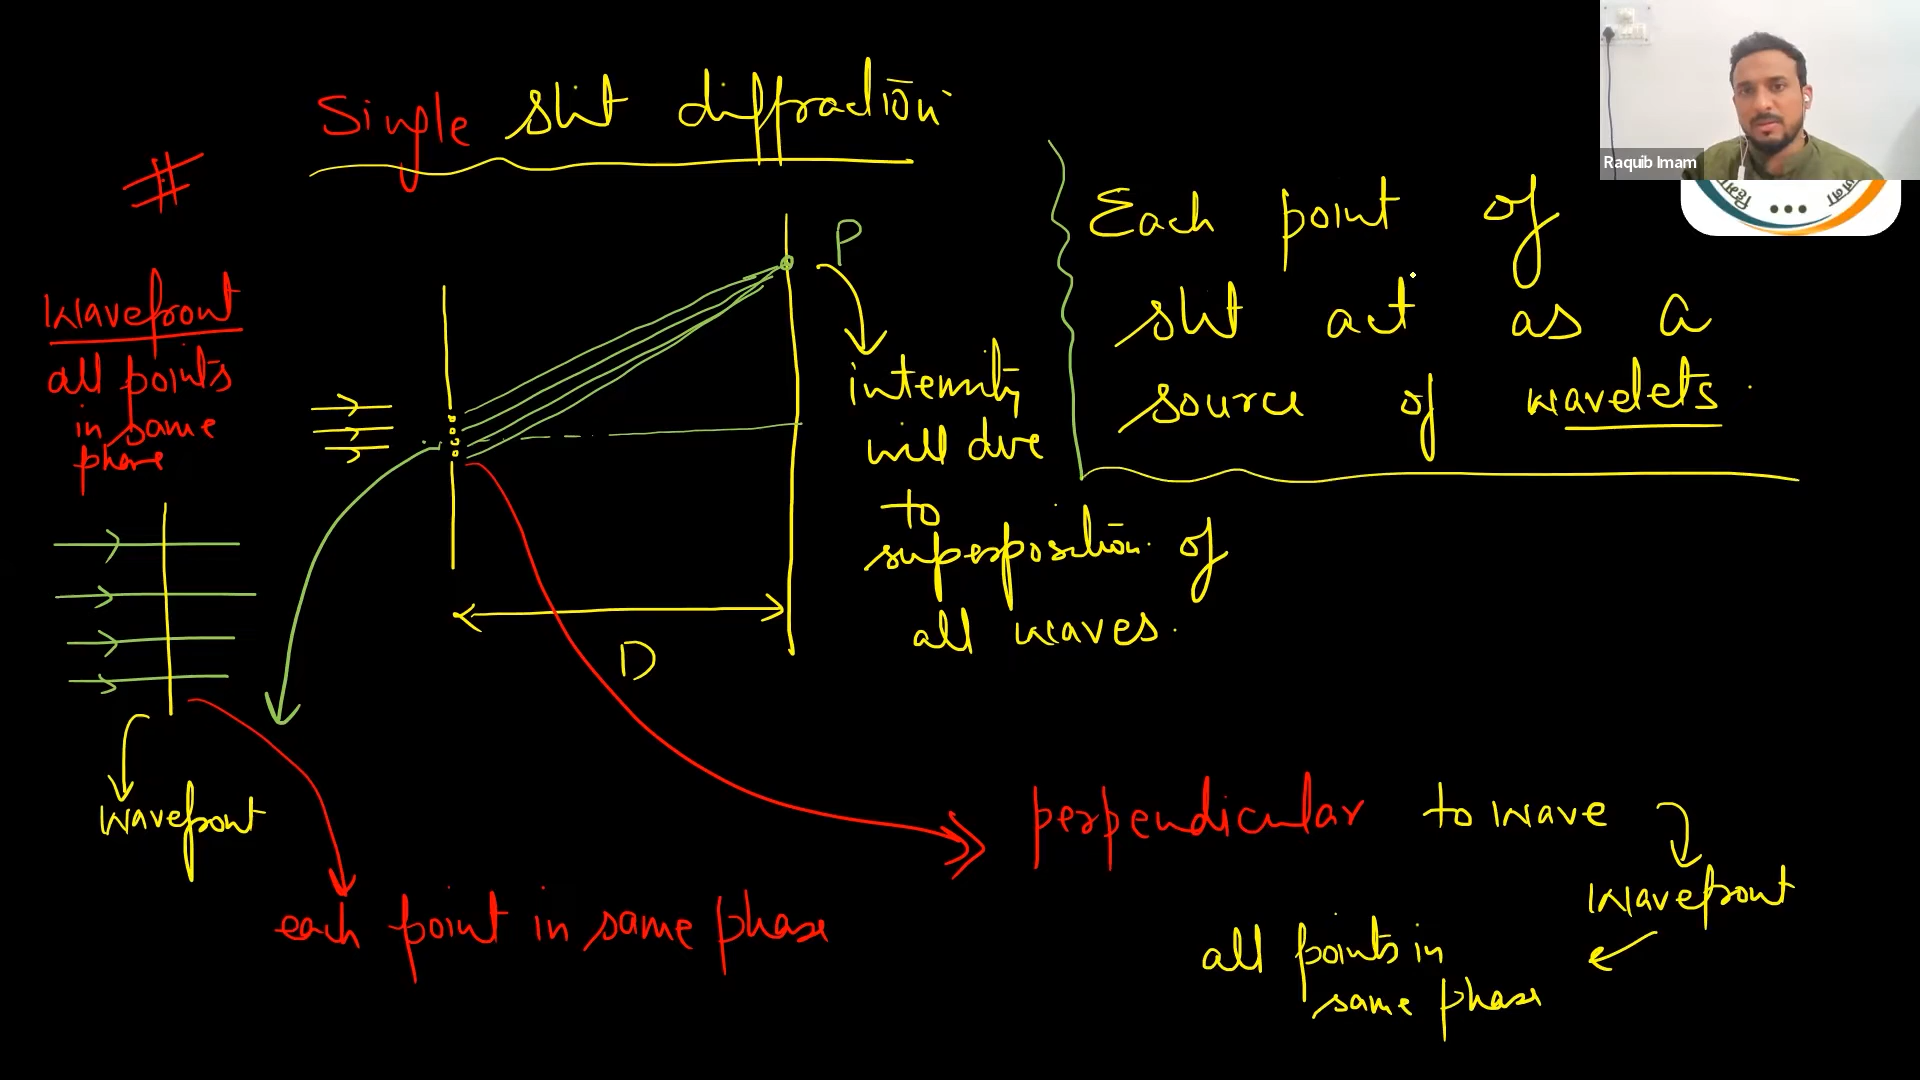 Single slit diffraction
#
Wavefront
all points
in same
phase
P
Each point of
slit act as a
source of wavelets.
intensity
will due
to
superposition of
all waves.
D
wavefront
each point in same phase
perpendicular to wave
wavefront
all points in
same phase
Raquib Imam